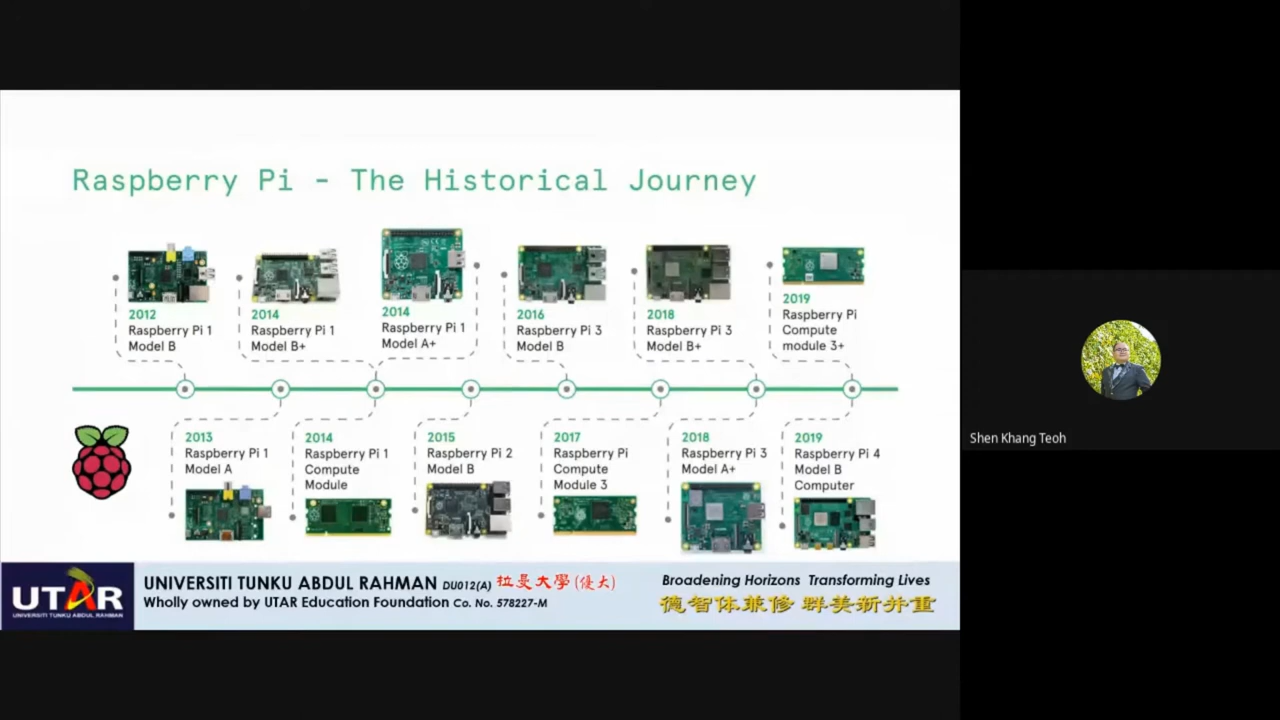 Raspberry Pi - The Historical Journey
2012
Raspberry Pi 1
Model B
2014
Raspberry Pi 1
Model B+
2014
Raspberry Pi 1
Model A+
2016
Raspberry Pi 3
Model B
2018
Raspberry Pi 3
Model B+
2019
Raspberry Pi
Compute
module 3+
2013
Raspberry Pi 1
Model A
2014
Raspberry Pi 1
Compute
Module
2015
Raspberry Pi 2
Model B
2017
Raspberry Pi
Compute
Module 3
2018
Raspberry Pi 3
Model A+
2019
Raspberry Pi 4
Model B
Computer
UTAR
UNIVERSITI TUNKU ABDUL RAHMAN
UNIVERSITI TUNKU ABDUL RAHMAN DU012(A) 拉曼大學(優大)
Wholly owned by UTAR Education Foundation Co. No. 578227-M
Broadening Horizons Transforming Lives
德智体兼修 群美新并重
Shen Khang Teoh